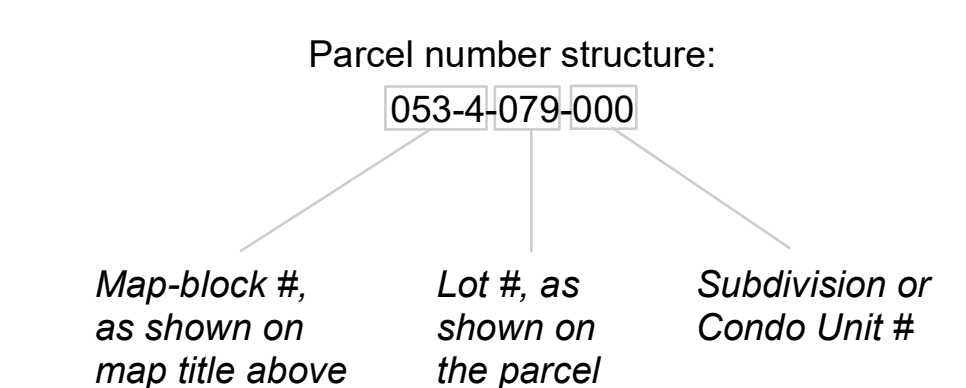 Parcel number structure:
053-4-079-000
Map-block #,
as shown on
map title above
Lot #, as
shown on
the parcel
Subdivision or
Condo Unit #